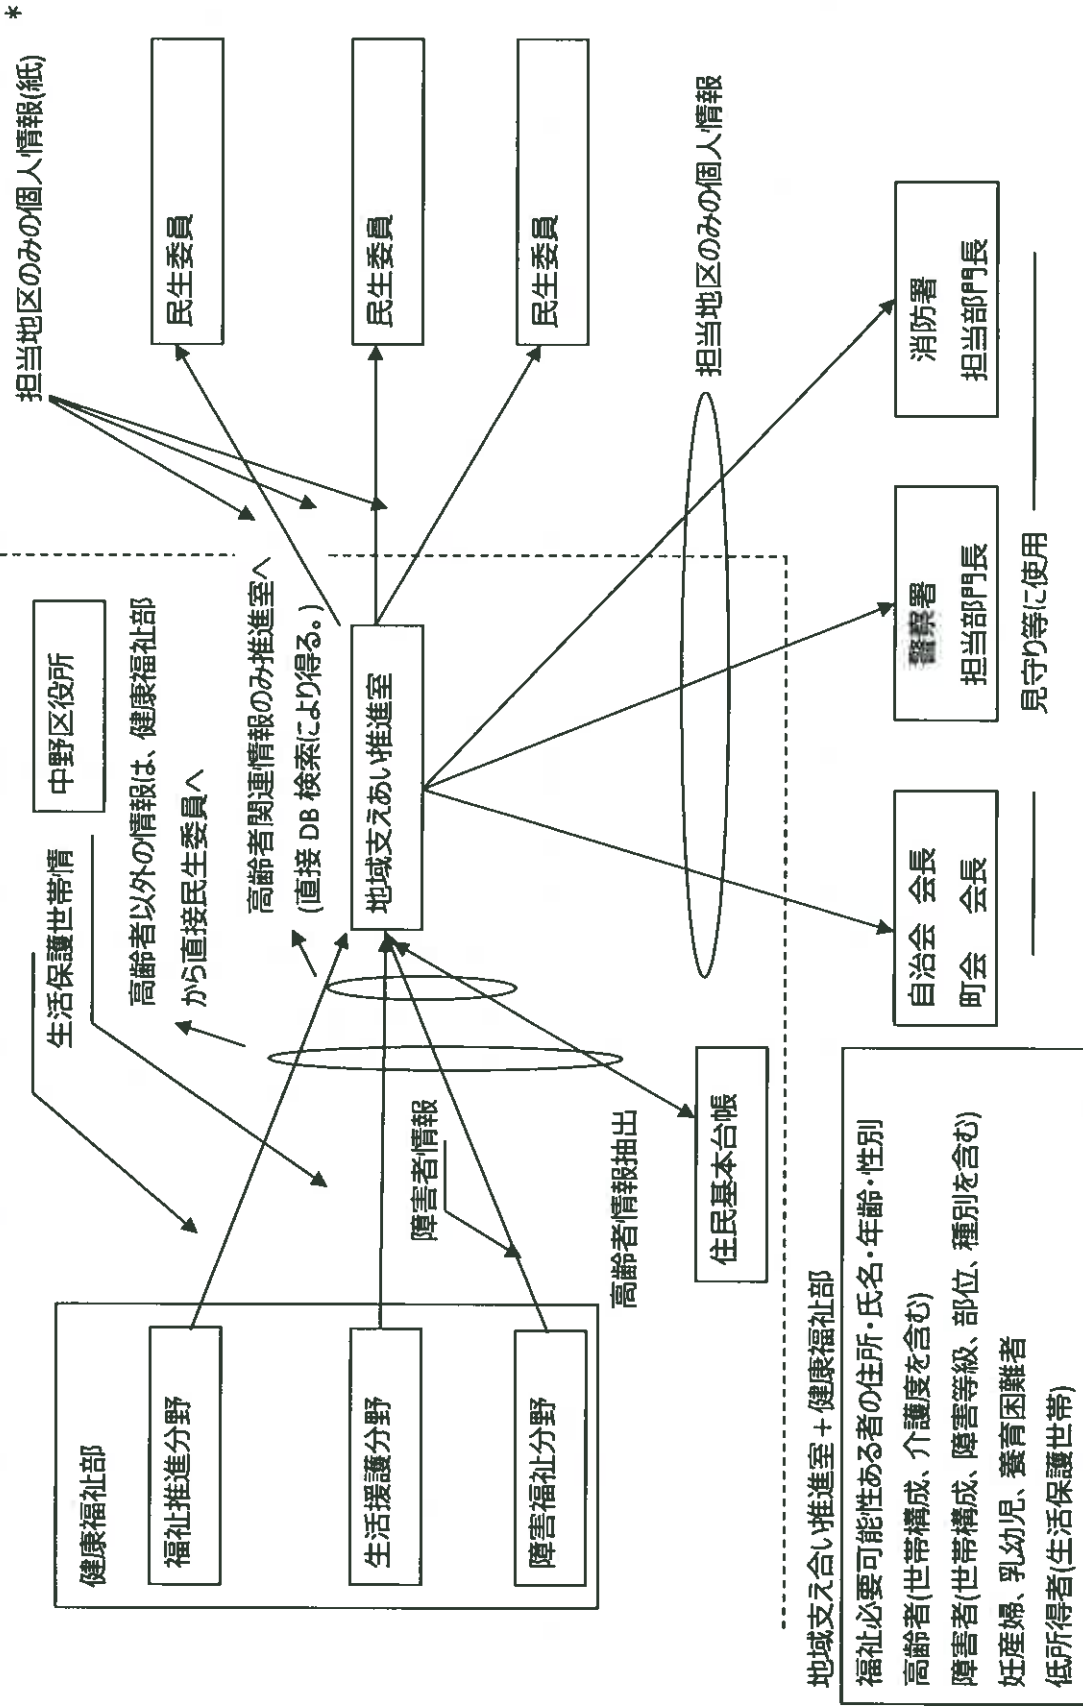 *
担当地区のみの個人情報(紙)
中野区役所
生活保護世帯情
高齢者以外の情報は、健康福祉部
から直接民生委員へ
高齢者関連情報のみ推進室へ
(直接 DB 検索により得る。)
健康福祉部
福祉推進分野
生活援護分野
障害福祉分野
障害者情報
高齢者情報抽出
住民基本台帳
地域支えあい推進室
民生委員
民生委員
民生委員
担当地区のみの個人情報
自治会 会長
町会 会長
警察署
担当部門長
消防署
担当部門長
見守り等に使用
地域支え合い推進室+健康福祉部
福祉必要可能性ある者の住所・氏名・年齢・性別
高齢者(世帯構成、介護度を含む)
障害者(世帯構成、障害等級、部位、種別を含む)
妊産婦、乳幼児、養育困難者
低所得者(生活保護世帯)